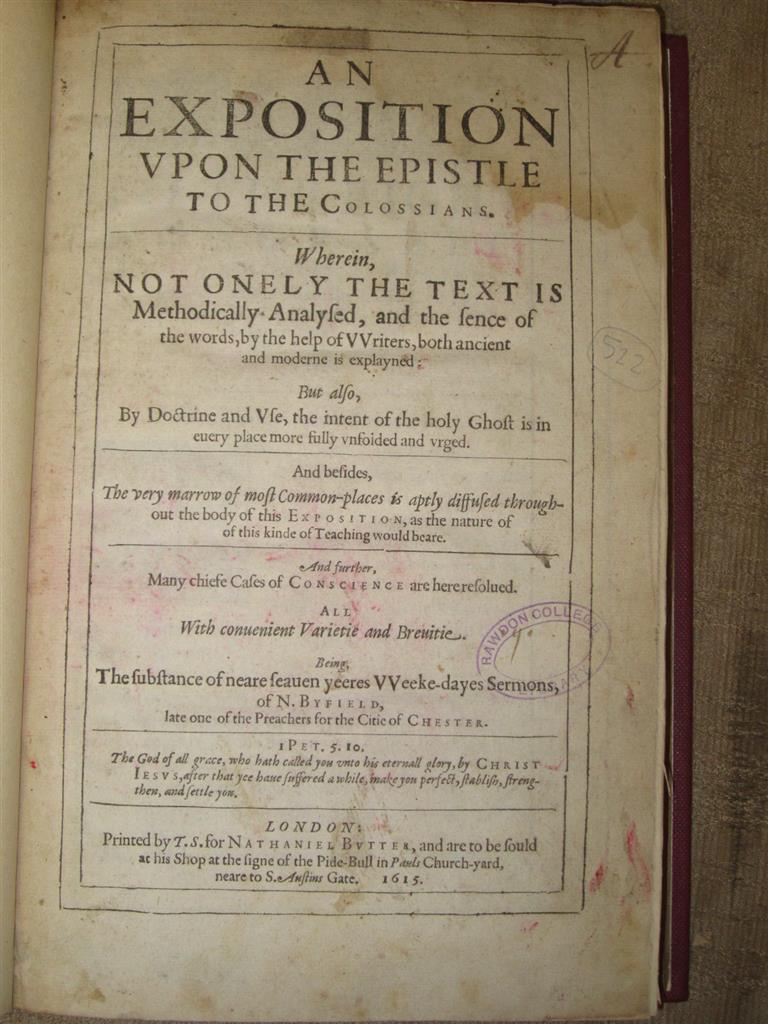 A
AN
EXPOSITION
VPON THE EPISTLE
TO THE COLOSSIANS.
Wherein,
NOT ONELY THE TEXT IS
Methodically Analyſed, and the ſence of
the words, by the help of VVriters, both ancient
and moderne is explayned:
522
But alſo,
By Doctrine and Vſe, the intent of the holy Ghoſt is in
euery place more fully vnfolded and vrged.
And beſides,
The very marrow of moſt Common-places is aptly diffuſed through-
out the body of this EXPOSITION, as the nature of
of this kinde of Teaching would beare.
And further,
Many chiefe Caſes of CONSCIENCE are here reſolued.
ALL
With conuenient Varietie and Breuitie.
RAWDON COLLEGE
LIBRARY
Being,
The ſubſtance of neare ſeauen yeeres VVeeke-dayes Sermons,
of N. BYFIELD,
late one of the Preachers for the Citie of CHESTER.
1 PET. 5. 10.
The God of all grace, who hath called you vnto his eternall glory, by CHRIST
IESVS, after that yee haue ſuffered a while, make you perfect, ſtabliſh, ſtreng-
then, and ſettle you.
LONDON:
Printed by T.S. for NATHANIEL BVTTER, and are to be ſould
at his Shop at the ſigne of the Pide-Bull in Pauls Church-yard,
neare to S. Auſtins Gate. 1615.